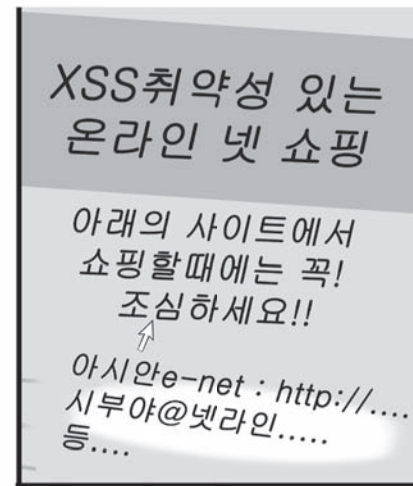 XSS취약성 있는
온라인 넷 쇼핑
아래의 사이트에서
쇼핑할때에는 꼭!
조심하세요!!
아시안e-net : http://....
시부야@넷라인.....
등....